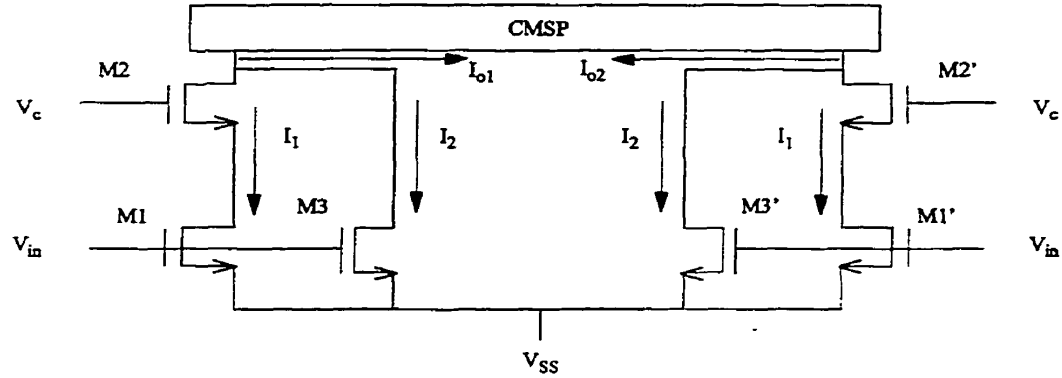 CMSP
M2 I_o1 I_o2 M2'
V_c V_c
I_1 I_2 I_2 I_1
M1 M3 M3' M1'
V_in V_in
V_SS